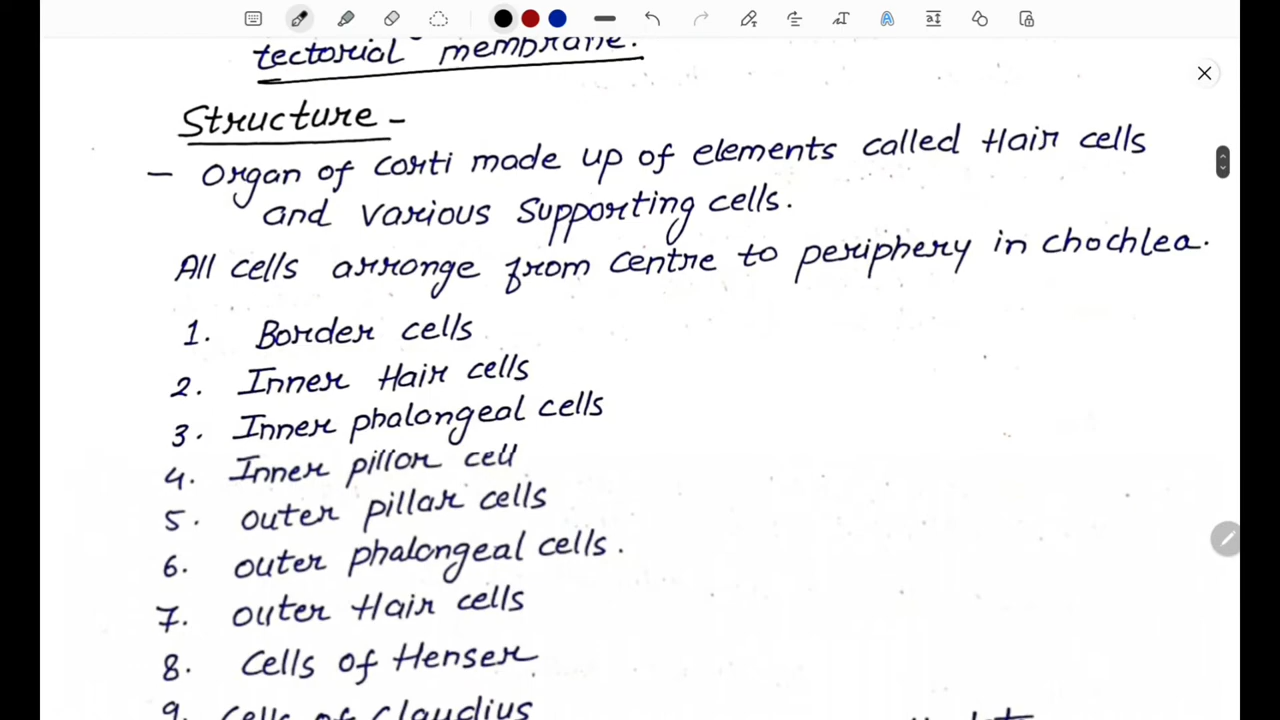 tectorial membrane.
Structure -
— Organ of corti made up of elements called Hair cells
and various supporting cells.
All cells arrange from centre to periphery in chochlea.
1. Border cells
2. Inner Hair cells
3. Inner phalongeal cells
4. Inner pillor cell
5. outer pillar cells
6. outer phalongeal cells.
7. outer Hair cells
8. Cells of Henser
9. Cells of Claudius